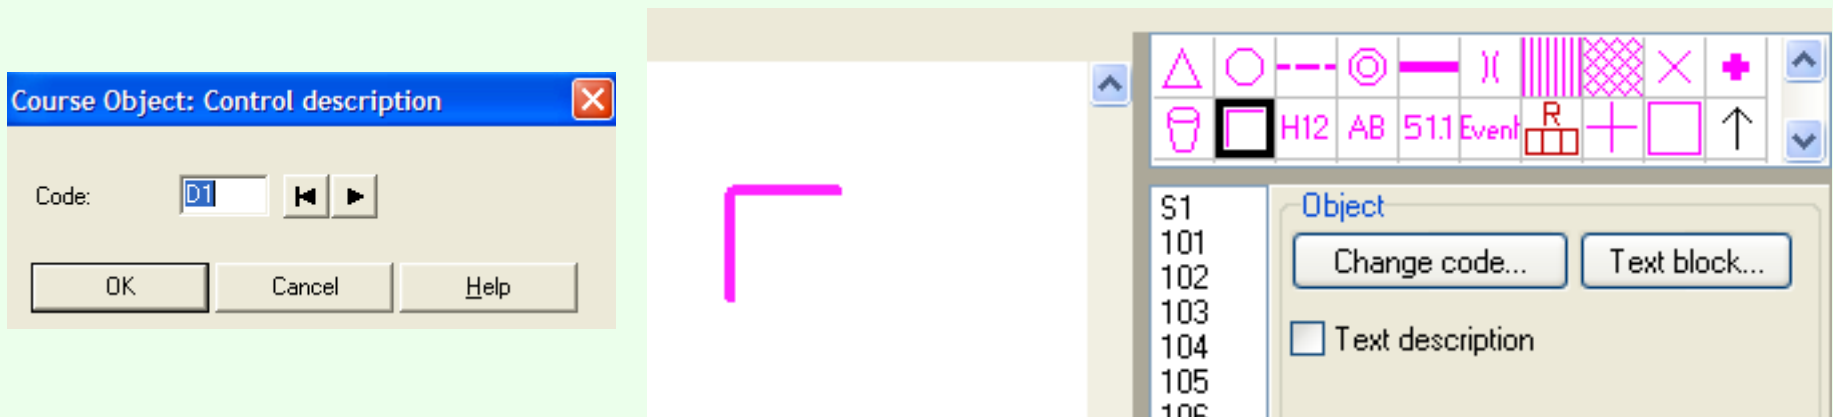 Course Object: Control description
Code: D1
OK Cancel Help
H12 AB 51.1 Event R
S1
101
102
103
104
105
106
Object
Change code... Text block...
Text description